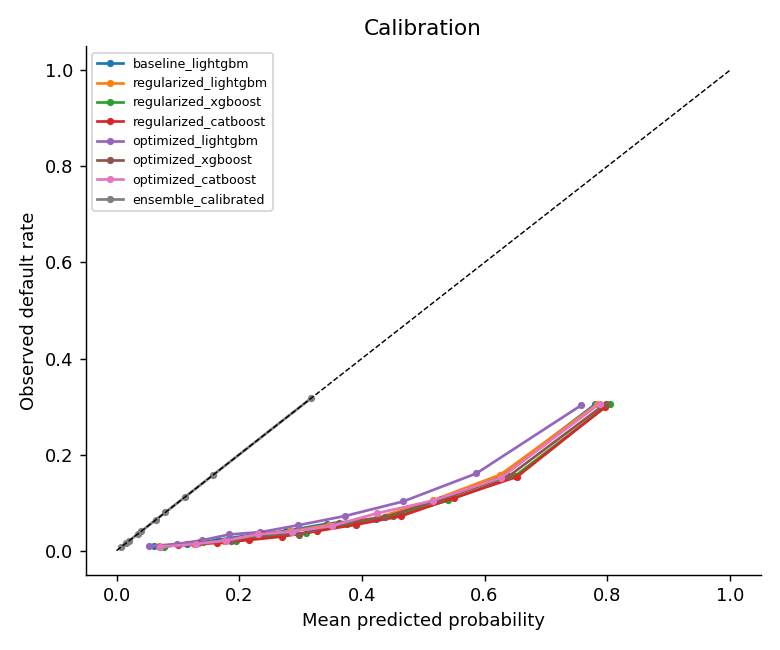 Calibration
baseline_lightgbm
regularized_lightgbm
regularized_xgboost
regularized_catboost
optimized_lightgbm
optimized_xgboost
optimized_catboost
ensemble_calibrated
Observed default rate
1.0
0.8
0.6
0.4
0.2
0.0
0.0 0.2 0.4 0.6 0.8 1.0
Mean predicted probability